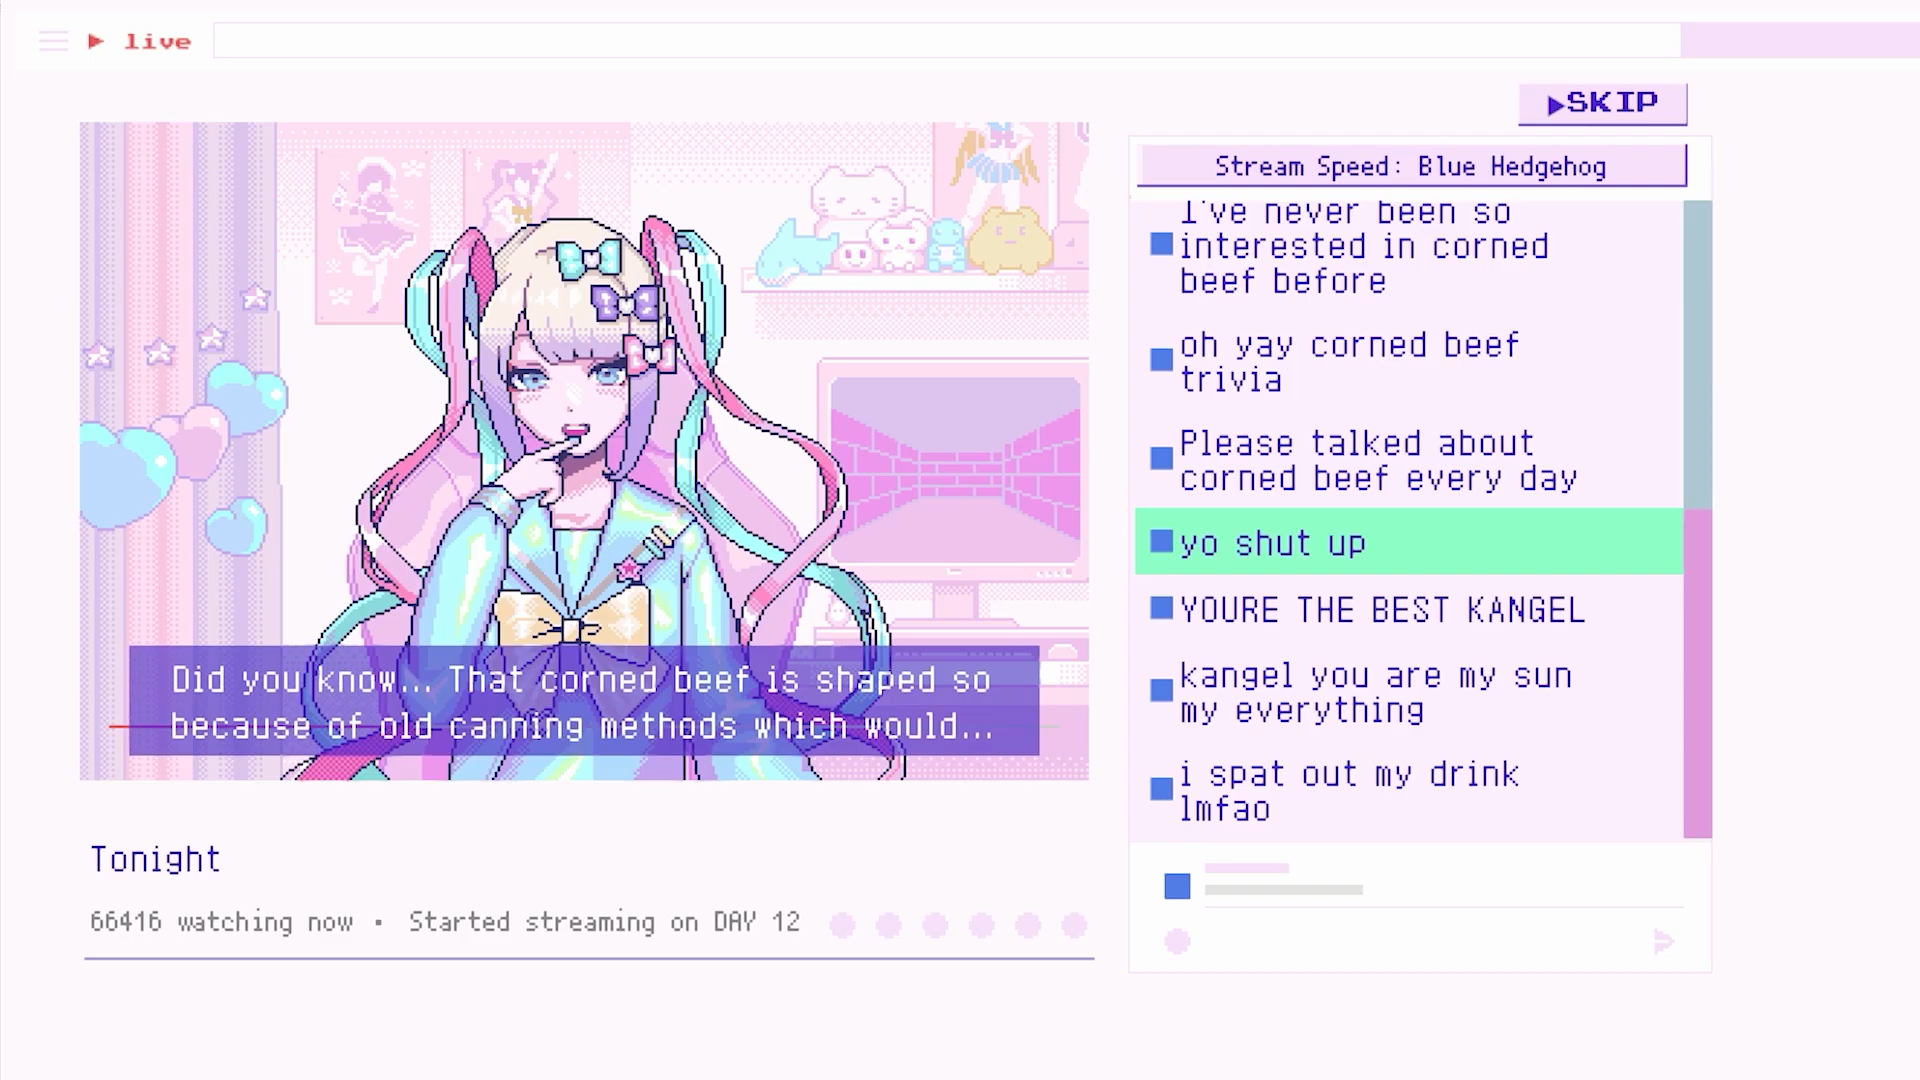 live
▶SKIP
Stream Speed: Blue Hedgehog
I've never been so
interested in corned
beef before
oh yay corned beef
trivia
Please talked about
corned beef every day
yo shut up
YOURE THE BEST KANGEL
kangel you are my sun
my everything
i spat out my drink
lmfao
Did you know... That corned beef is shaped so
because of old canning methods which would...
Tonight
66416 watching now • Started streaming on DAY 12